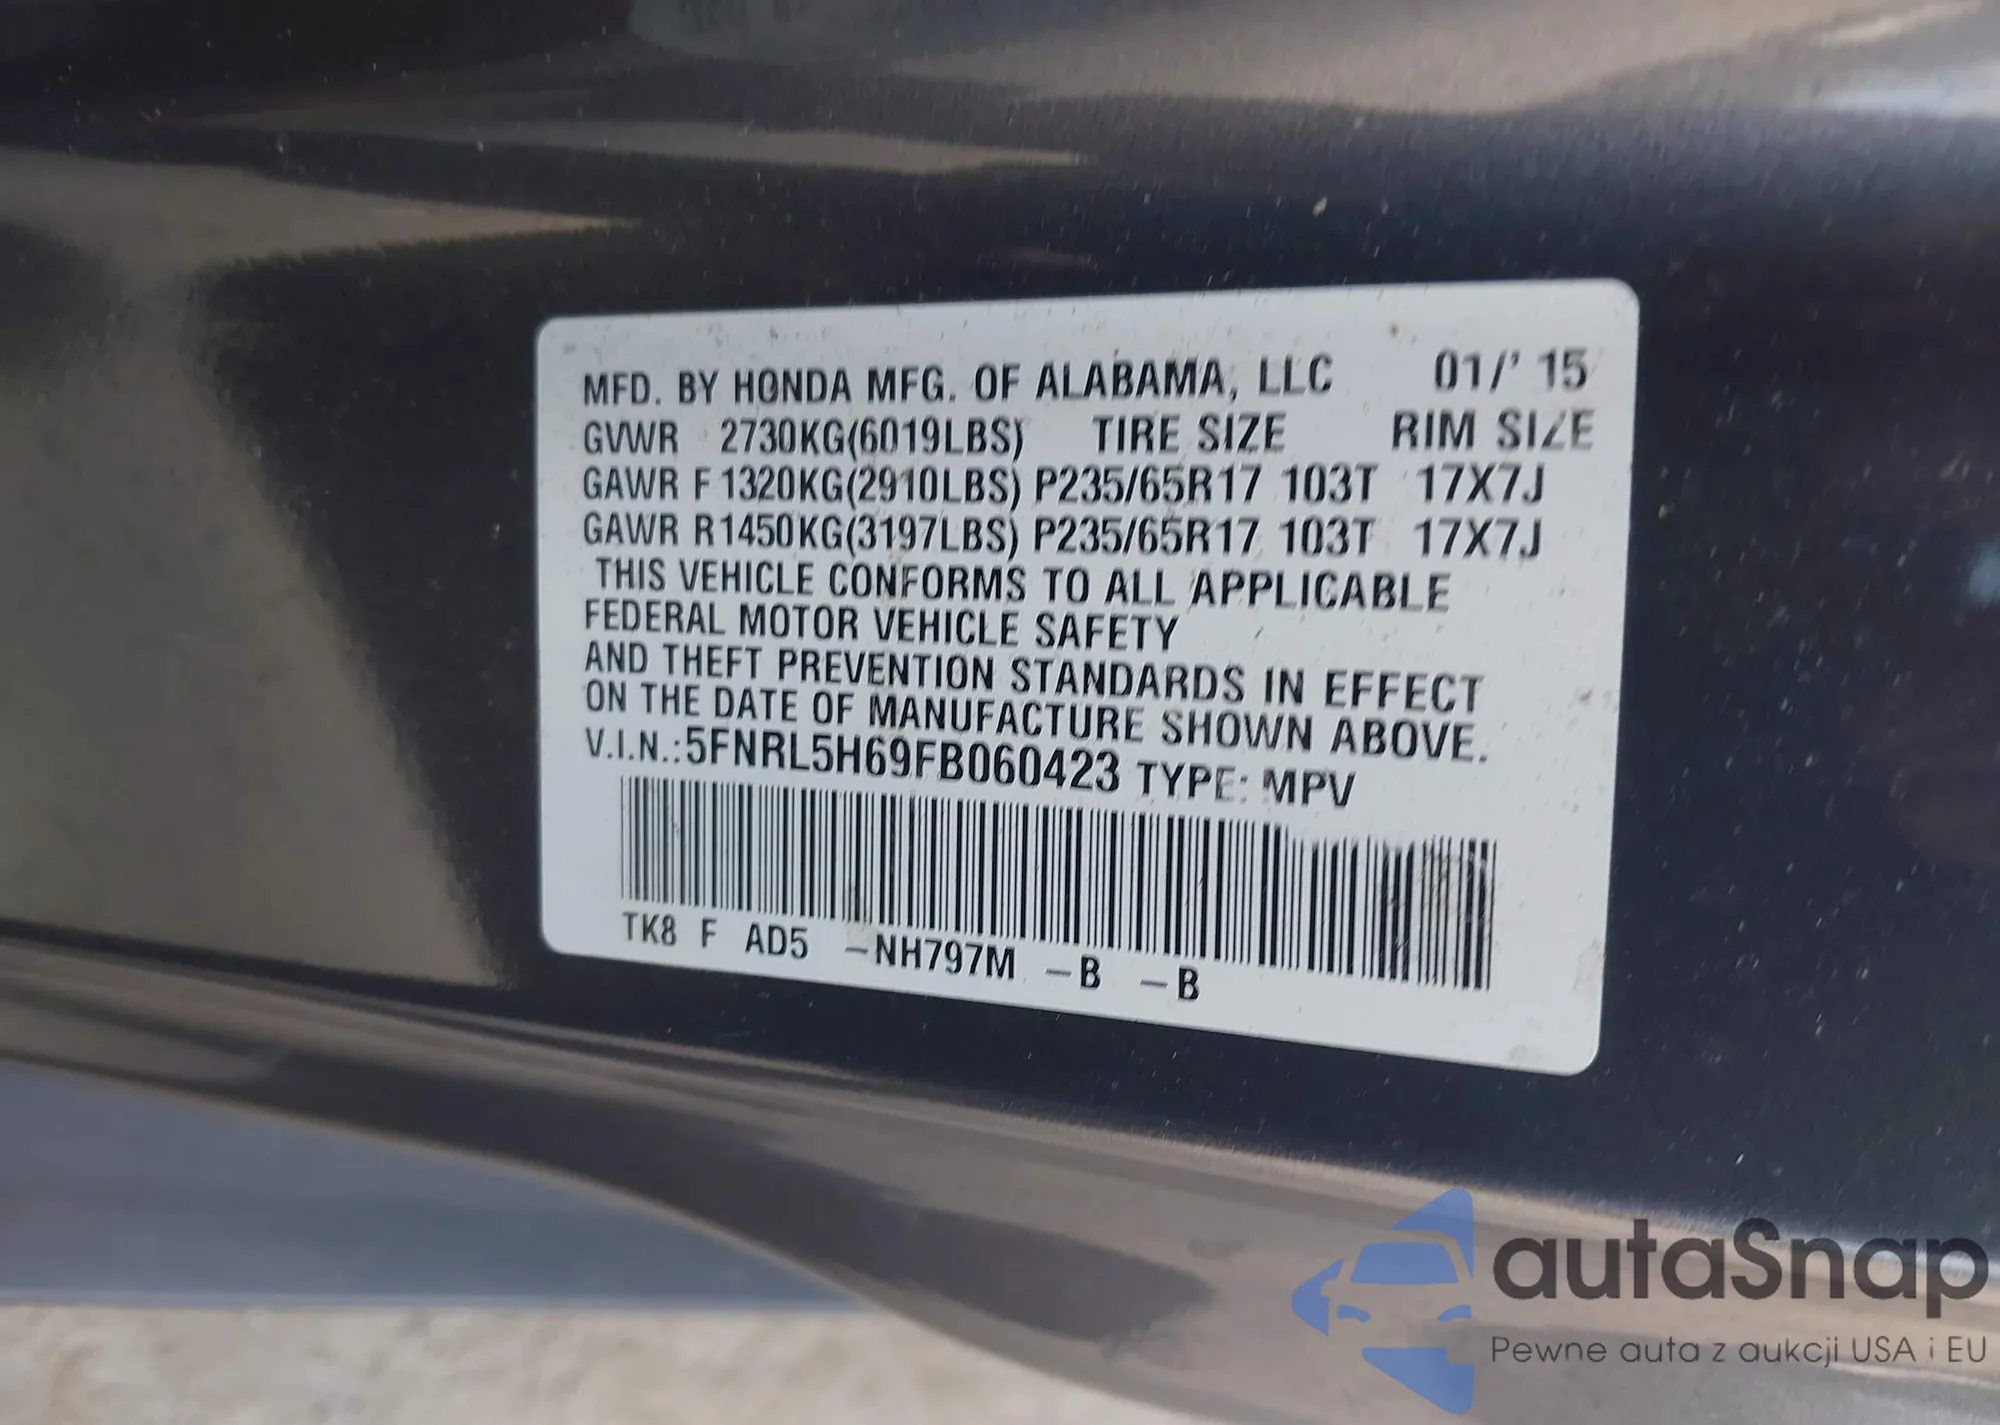 MFD. BY HONDA MFG. OF ALABAMA, LLC 01/' 15
GVWR 2730KG(6019LBS) TIRE SIZE RIM SIZE
GAWR F 1320KG(2910LBS) P235/65R17 103T 17X7J
GAWR R 1450KG(3197LBS) P235/65R17 103T 17X7J
THIS VEHICLE CONFORMS TO ALL APPLICABLE
FEDERAL MOTOR VEHICLE SAFETY
AND THEFT PREVENTION STANDARDS IN EFFECT
ON THE DATE OF MANUFACTURE SHOWN ABOVE.
V.I.N.:5FNRL5H69FB060423 TYPE: MPV
TK8 F AD5 -NH797M -B -B
autaSnap
Pewne auta z aukcji USA i EU